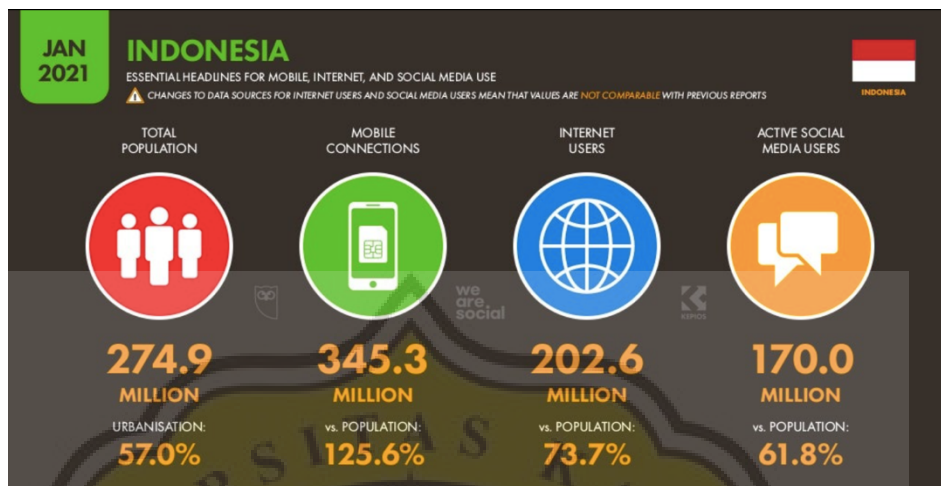 JAN
2021
INDONESIA
ESSENTIAL HEADLINES FOR MOBILE, INTERNET, AND SOCIAL MEDIA USE
CHANGES TO DATA SOURCES FOR INTERNET USERS AND SOCIAL MEDIA USERS MEAN THAT VALUES ARE NOT COMPARABLE WITH PREVIOUS REPORTS
INDONESIA
TOTAL
POPULATION
MOBILE
CONNECTIONS
INTERNET
USERS
ACTIVE SOCIAL
MEDIA USERS
we
are
social
KEPIOS
274.9
MILLION
URBANISATION:
57.0%
345.3
MILLION
vs. POPULATION:
125.6%
202.6
MILLION
vs. POPULATION:
73.7%
170.0
MILLION
vs. POPULATION:
61.8%